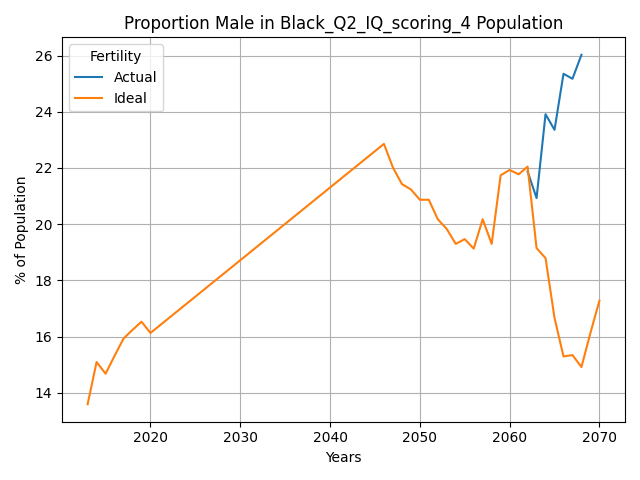 Proportion Male in Black_Q2_IQ_scoring_4 Population
Fertility
Actual
Ideal
% of Population
26
24
22
20
18
16
14
2020 2030 2040 2050 2060 2070
Years